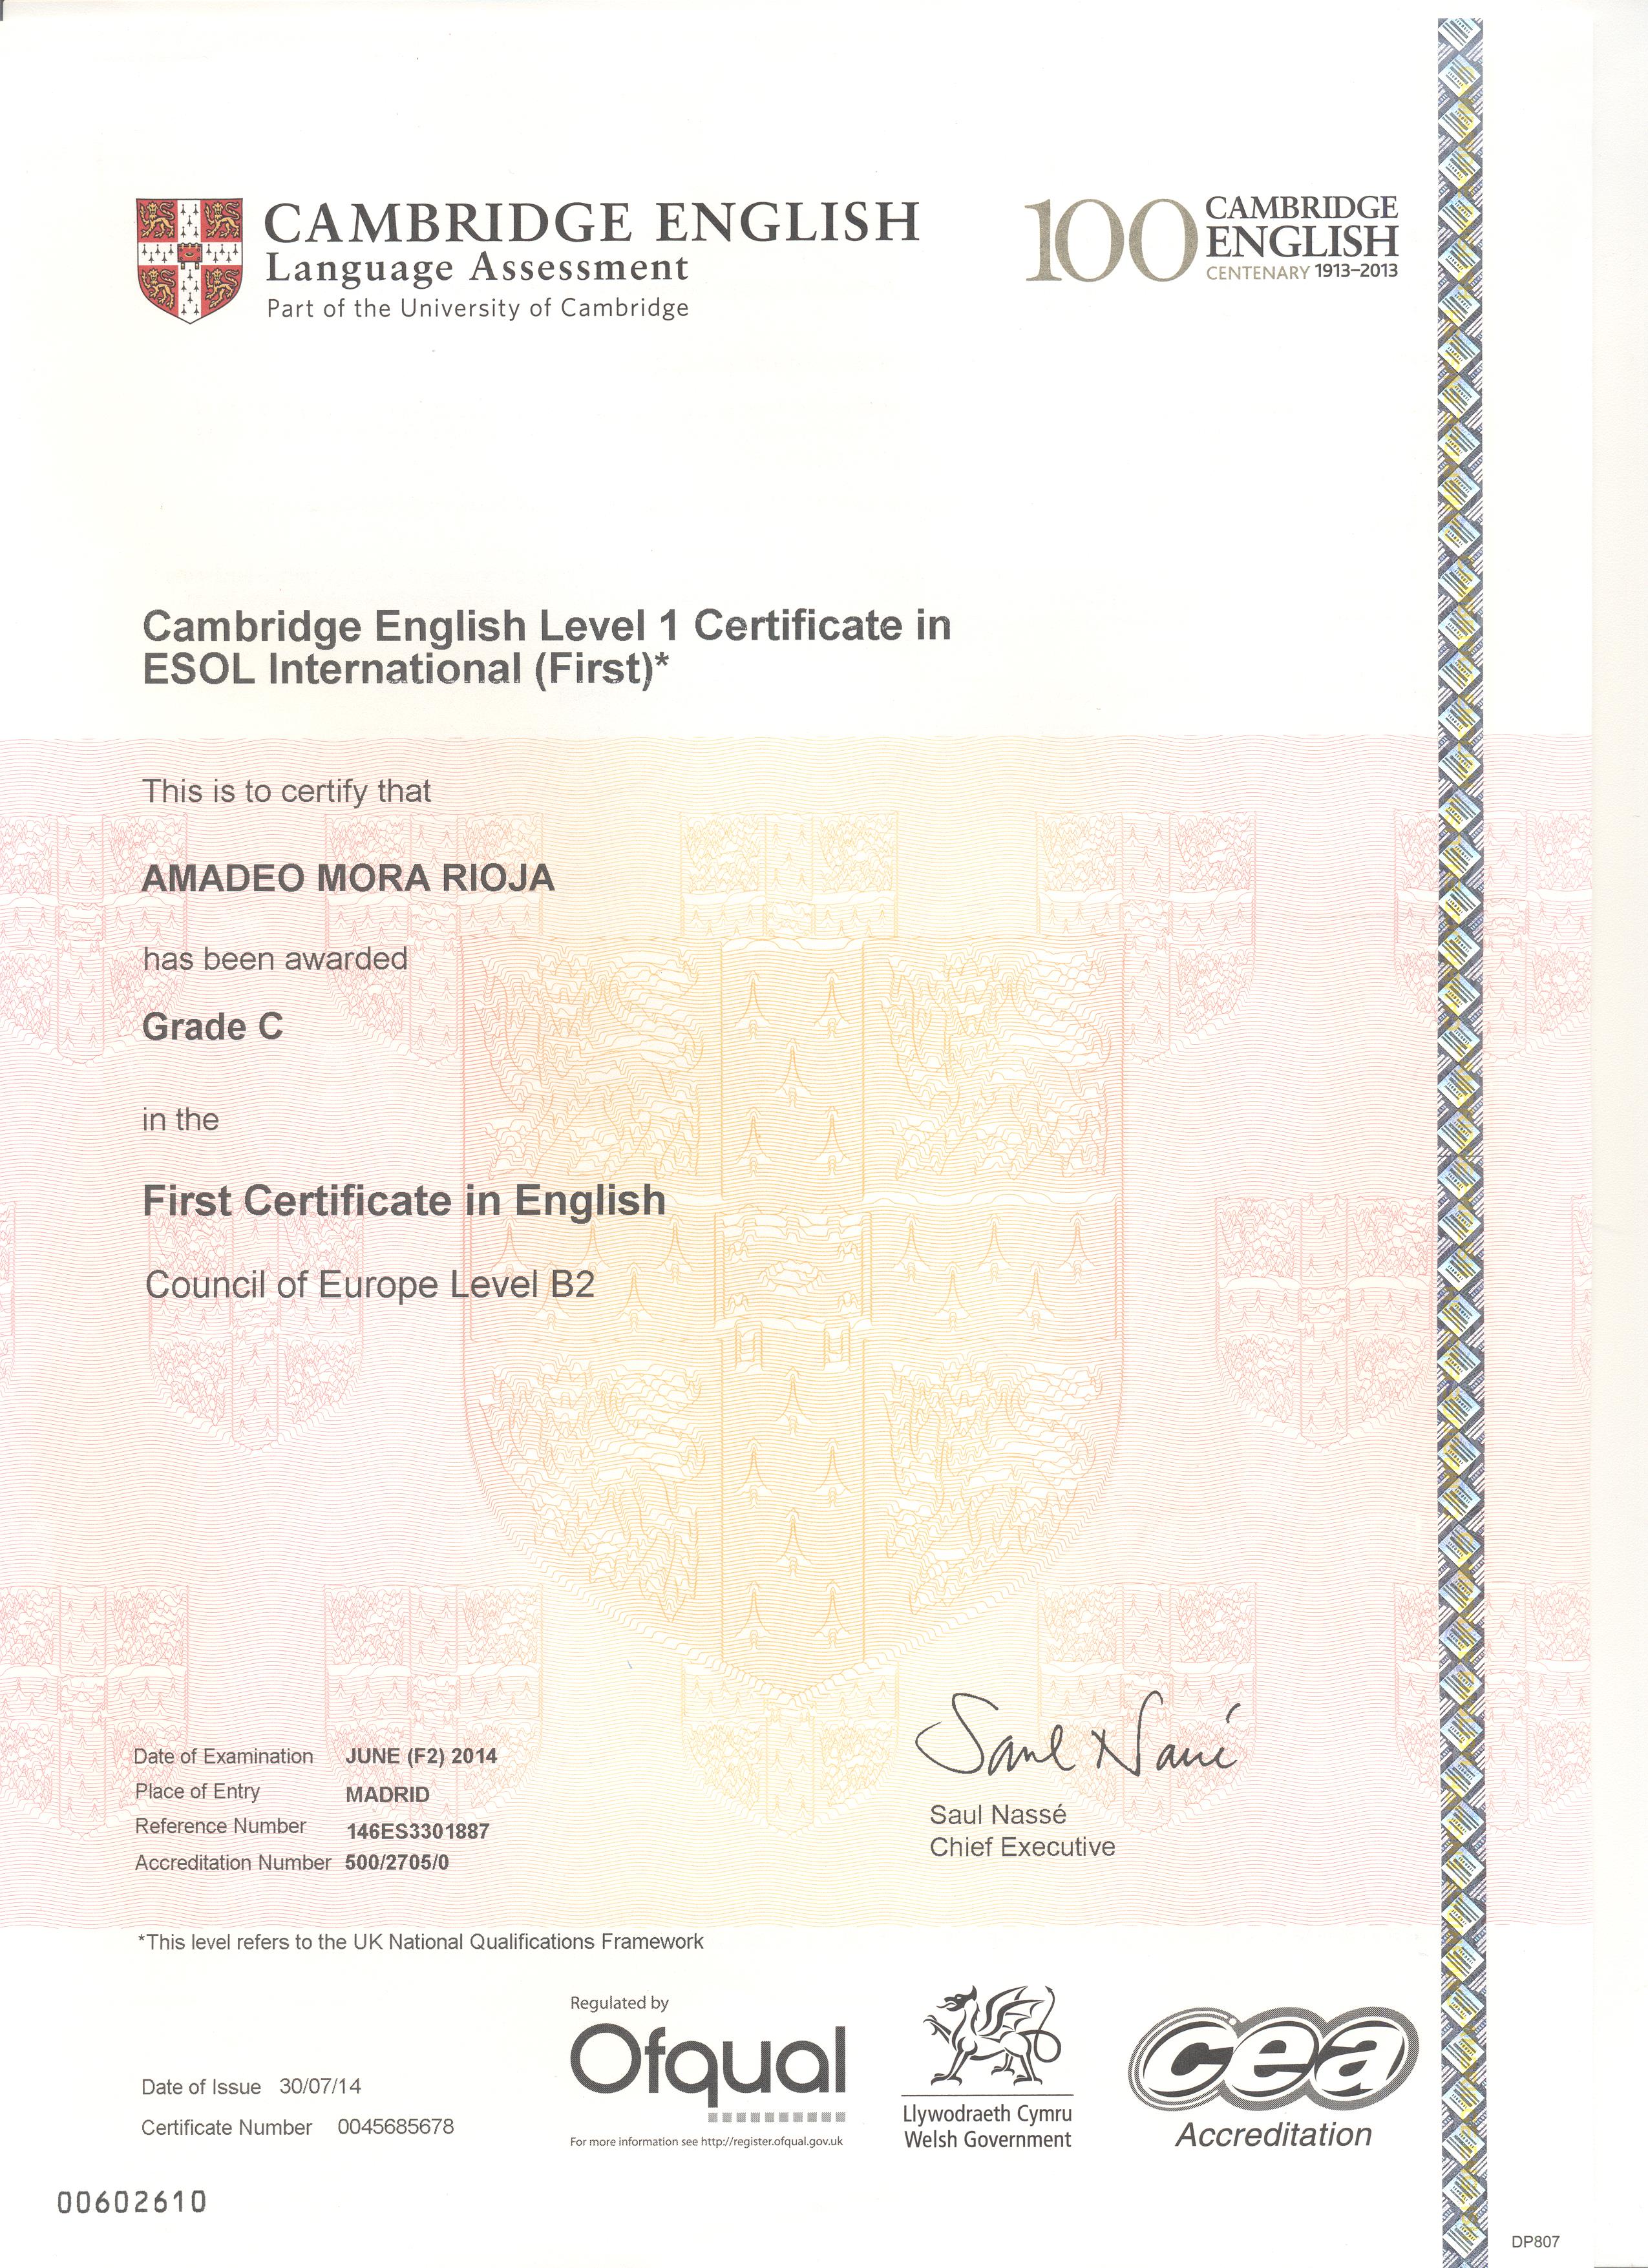 CAMBRIDGE ENGLISH
Language Assessment
Part of the University of Cambridge
100 CAMBRIDGE
ENGLISH
CENTENARY 1913–2013
Cambridge English Level 1 Certificate in
ESOL International (First)*
This is to certify that
AMADEO MORA RIOJA
has been awarded
Grade C
in the
First Certificate in English
Council of Europe Level B2
Date of Examination JUNE (F2) 2014
Place of Entry MADRID
Reference Number 146ES3301887
Accreditation Number 500/2705/0
Saul Nassé
Saul Nassé
Chief Executive
*This level refers to the UK National Qualifications Framework
Regulated by
Ofqual
For more information see http://register.ofqual.gov.uk
Llywodraeth Cymru
Welsh Government
cea
Accreditation
Date of Issue 30/07/14
Certificate Number 0045685678
00602610
DP807